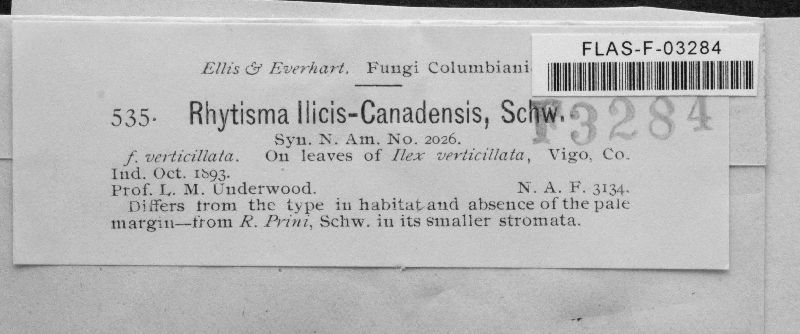 FLAS-F-03284
Ellis & Everhart. Fungi Columbiani
535. Rhytisma Ilicis-Canadensis, Schw.
F3284
Syn. N. Am. No. 2026.
f. verticillata. On leaves of Ilex verticillata, Vigo, Co.
Ind. Oct. 1893.
Prof. L. M. Underwood. N. A. F. 3134.
Differs from the type in habitat and absence of the pale
margin—from R. Prini, Schw. in its smaller stromata.